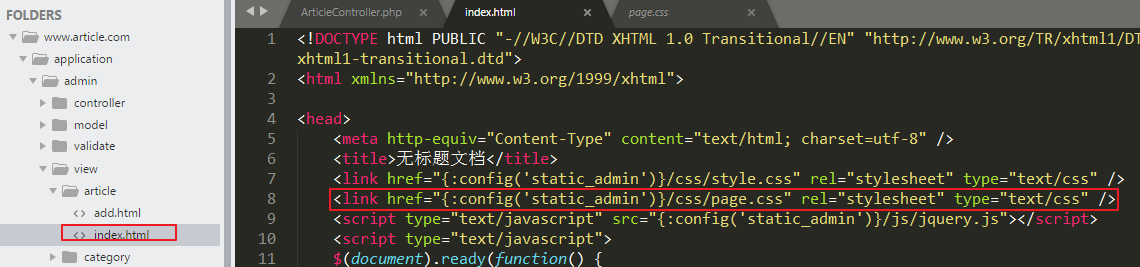 FOLDERS
www.article.com
application
admin
controller
model
validate
view
article
add.html
index.html
category
ArticleController.php ×
index.html ×
page.css ×
1 <!DOCTYPE html PUBLIC "-//W3C//DTD XHTML 1.0 Transitional//EN" "http://www.w3.org/TR/xhtml1/DT
xhtml1-transitional.dtd">
2 <html xmlns="http://www.w3.org/1999/xhtml">
3
4 <head>
5 <meta http-equiv="Content-Type" content="text/html; charset=utf-8" />
6 <title>无标题文档</title>
7 <link href="{:config('static_admin')}/css/style.css" rel="stylesheet" type="text/css" />
8 <link href="{:config('static_admin')}/css/page.css" rel="stylesheet" type="text/css" />
9 <script type="text/javascript" src="{:config('static_admin')}/js/jquery.js"></script>
10 <script type="text/javascript">
11 $(document).ready(function() {